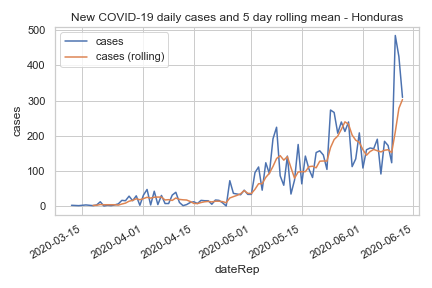 New COVID-19 daily cases and 5 day rolling mean - Honduras
cases
cases (rolling)
500
400
300
200
100
0
cases
2020-03-15
2020-04-01
2020-04-15
2020-05-01
2020-05-15
2020-06-01
2020-06-15
dateRep